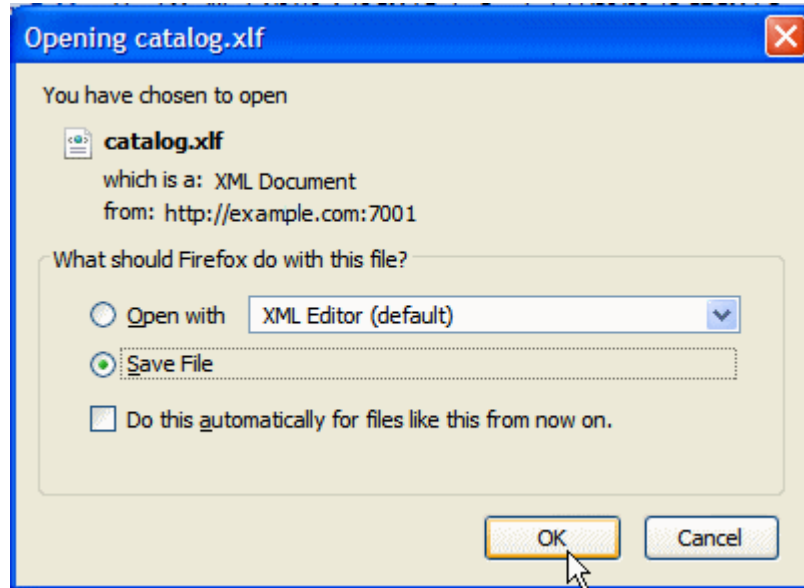 Opening catalog.xlf
You have chosen to open
catalog.xlf
which is a: XML Document
from: http://example.com:7001
What should Firefox do with this file?
Open with XML Editor (default)
Save File
Do this automatically for files like this from now on.
OK Cancel